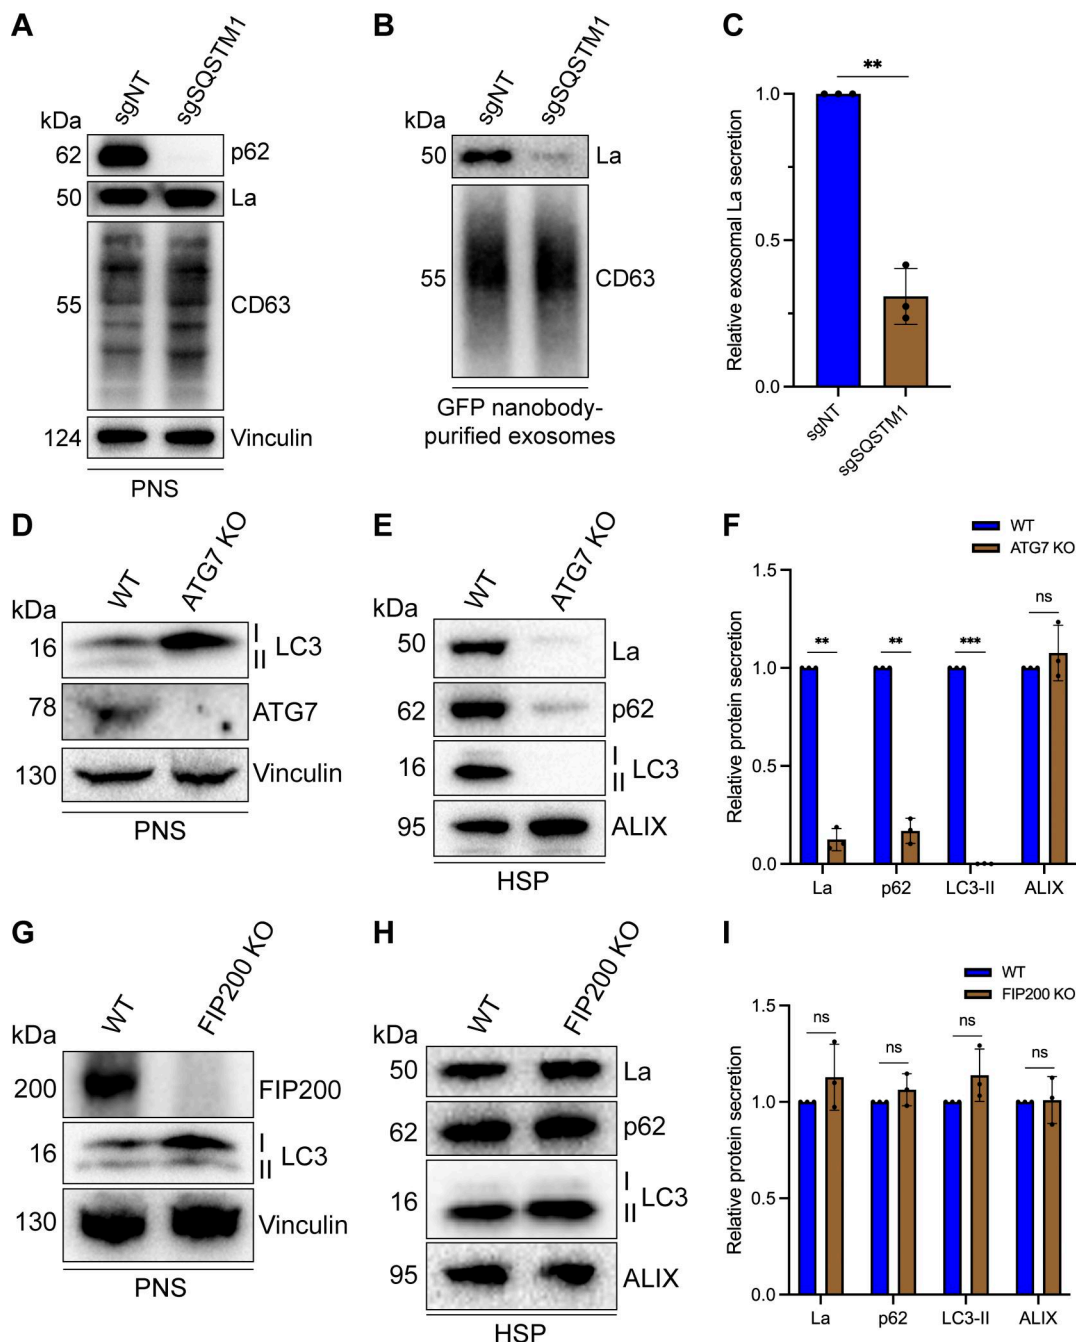 A
sgNT
sgSQSTM1
kDa
62
p62
50
La
55
CD63
124
Vinculin
PNS
B
sgNT
sgSQSTM1
kDa
50
La
55
CD63
GFP nanobody-
purified exosomes
C
**
Relative exosomal La secretion
1.0
0.5
0.0
sgNT
sgSQSTM1
D
WT
ATG7 KO
kDa
16
I
II
LC3
78
ATG7
130
Vinculin
PNS
E
WT
ATG7 KO
kDa
50
La
62
p62
16
I
II
LC3
95
ALIX
HSP
F
WT
ATG7 KO
Relative protein secretion
1.5
1.0
0.5
0.0
**
**
***
ns
La
p62
LC3-II
ALIX
G
WT
FIP200 KO
kDa
200
FIP200
16
I
II
LC3
130
Vinculin
PNS
H
WT
FIP200 KO
kDa
50
La
62
p62
16
I
II
LC3
95
ALIX
HSP
I
WT
FIP200 KO
Relative protein secretion
1.5
1.0
0.5
0.0
ns
ns
ns
ns
La
p62
LC3-II
ALIX